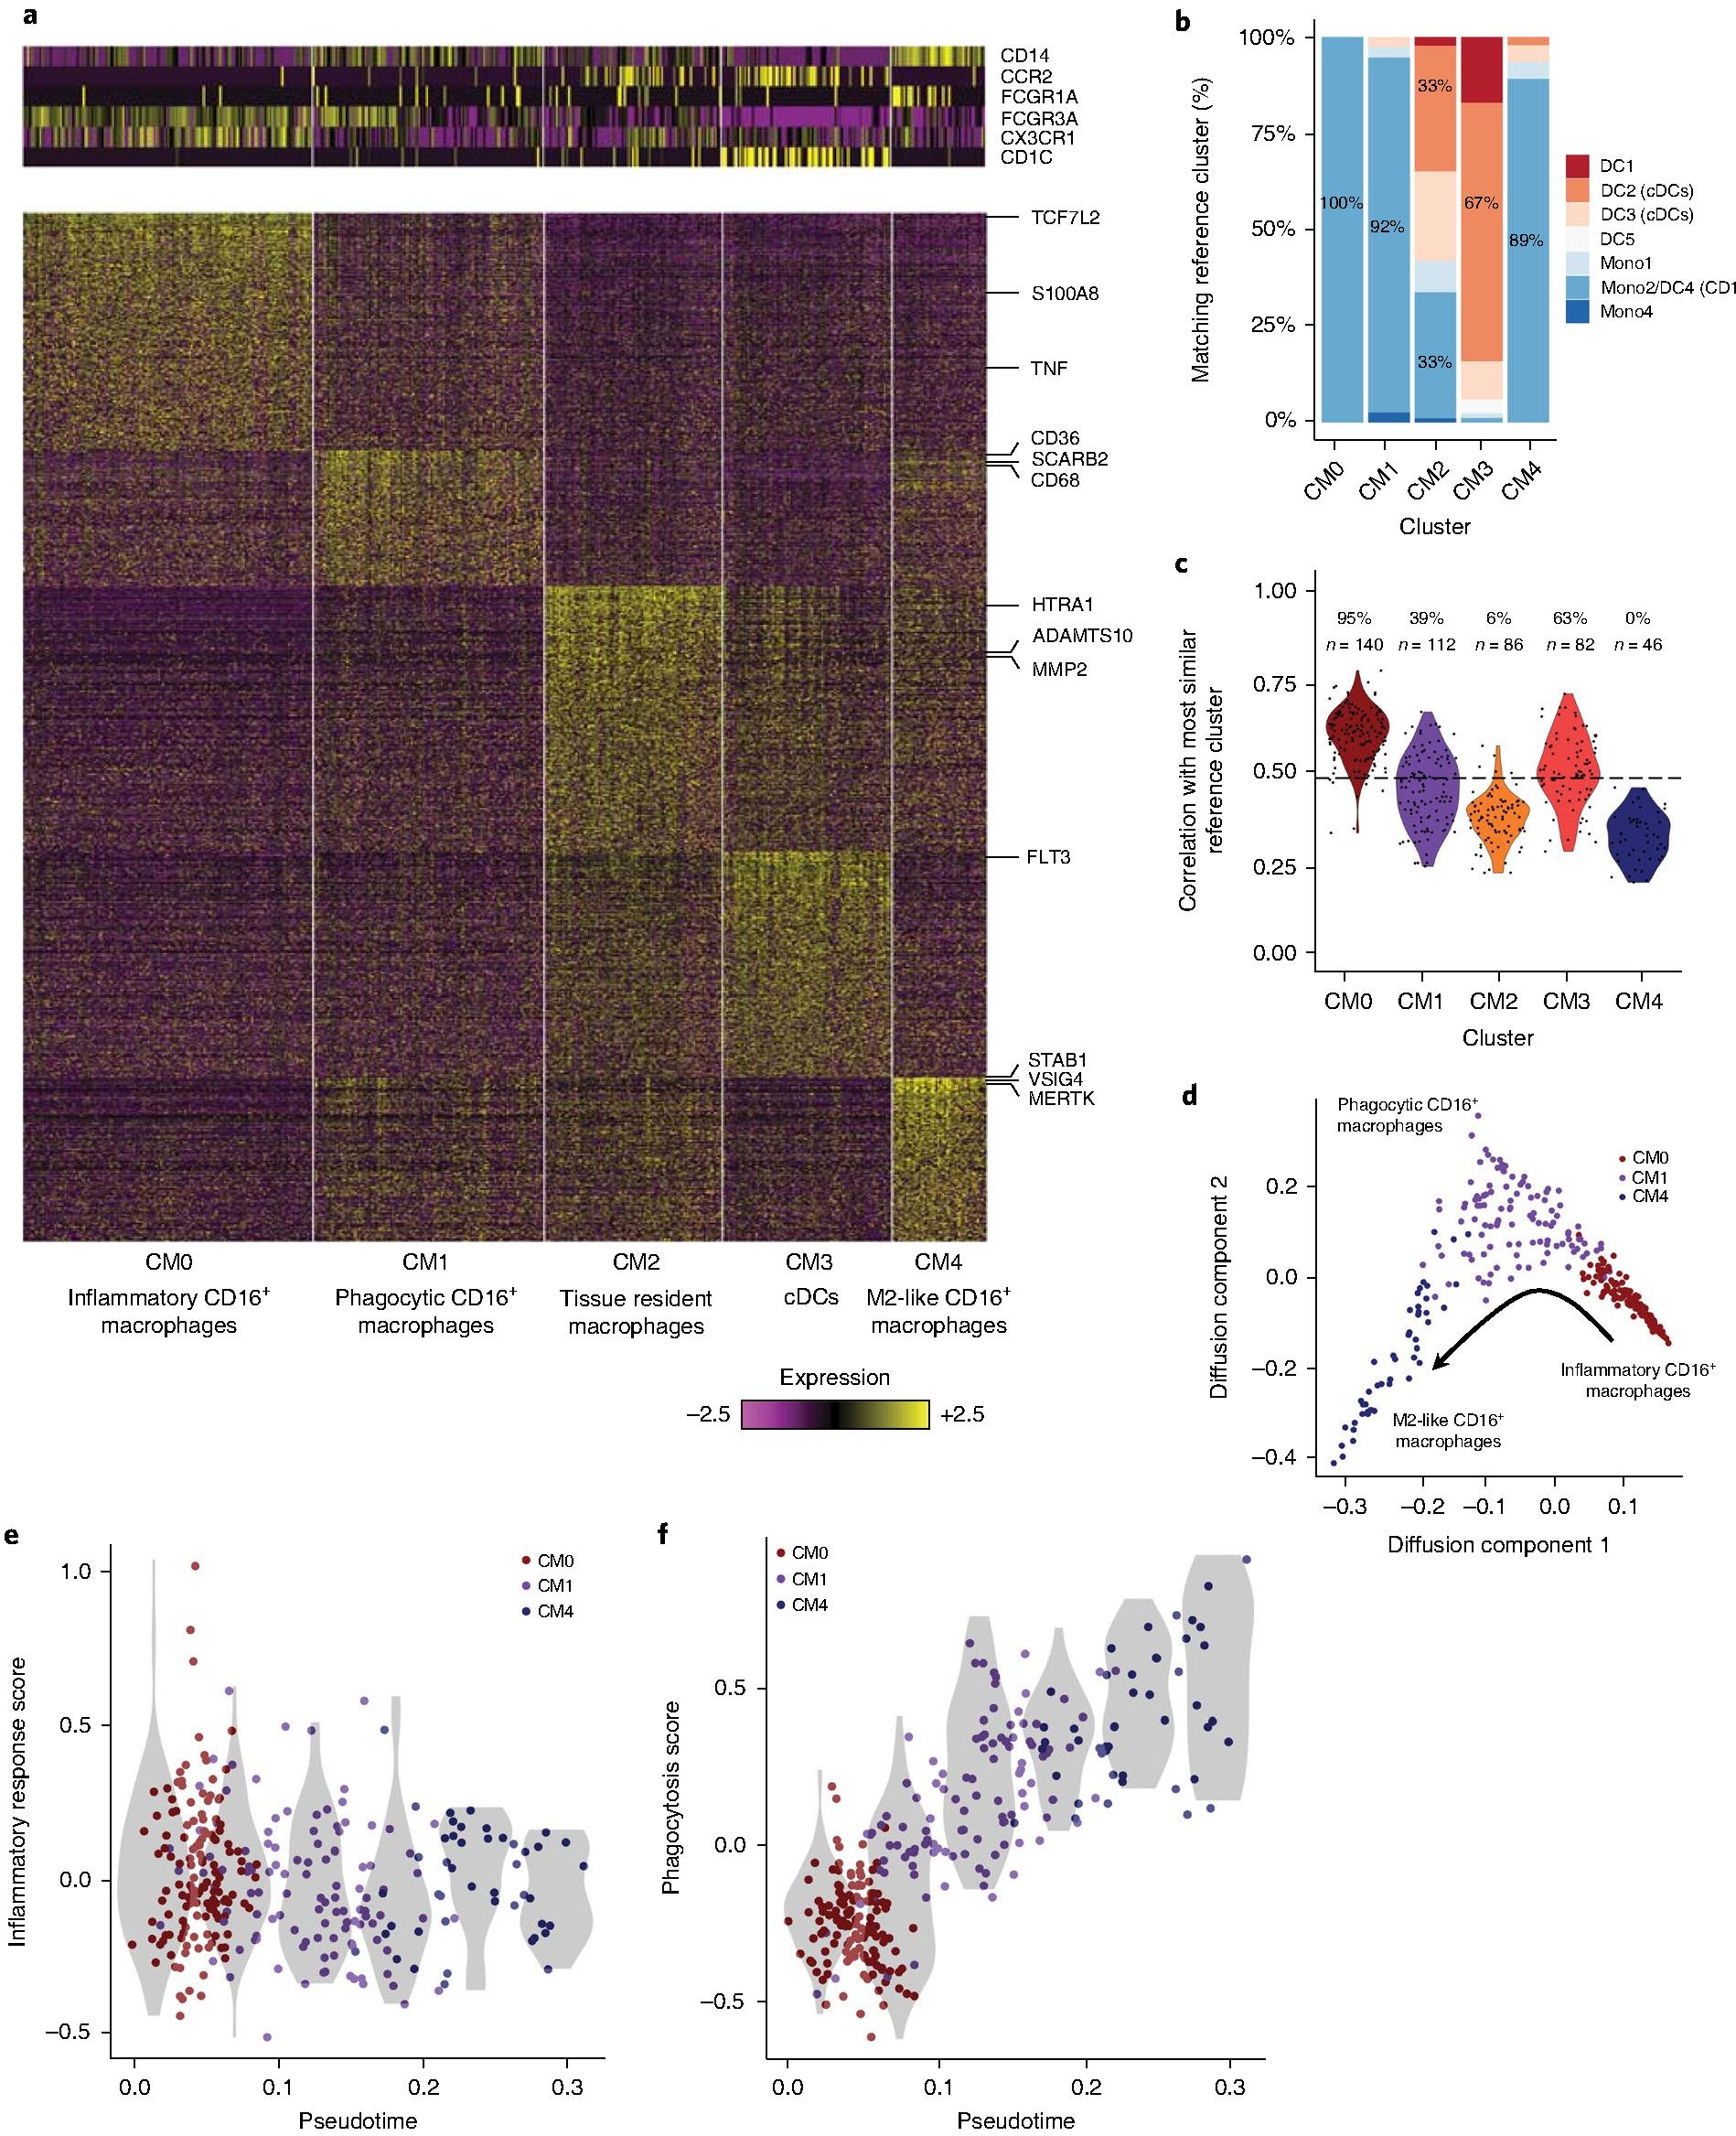 a
CD14
CCR2
FCGR1A
FCGR3A
CX3CR1
CD1C
TCF7L2
S100A8
TNF
CD36
SCARB2
CD68
HTRA1
ADAMTS10
MMP2
FLT3
STAB1
VSIG4
MERTK
CM0 CM1 CM2 CM3 CM4
Inflammatory CD16+ macrophages
Phagocytic CD16+ macrophages
Tissue resident macrophages
cDCs
M2-like CD16+ macrophages
Expression
–2.5 +2.5
b
Matching reference cluster (%)
100%
75%
50%
25%
0%
100%
92%
33%
33%
67%
89%
CM0 CM1 CM2 CM3 CM4
Cluster
DC1
DC2 (cDCs)
DC3 (cDCs)
DC5
Mono1
Mono2/DC4 (CD1
Mono4
c
Correlation with most similar
reference cluster
1.00
0.75
0.50
0.25
0.00
95% 39% 6% 63% 0%
n = 140 n = 112 n = 86 n = 82 n = 46
CM0 CM1 CM2 CM3 CM4
Cluster
d
Diffusion component 2
0.2
0.0
–0.2
–0.4
Phagocytic CD16+
macrophages
CM0
CM1
CM4
Inflammatory CD16+
macrophages
M2-like CD16+
macrophages
–0.3 –0.2 –0.1 0.0 0.1
Diffusion component 1
e
Inflammatory response score
1.0
0.5
0.0
–0.5
CM0
CM1
CM4
0.0 0.1 0.2 0.3
Pseudotime
f
Phagocytosis score
0.5
0.0
–0.5
CM0
CM1
CM4
0.0 0.1 0.2 0.3
Pseudotime